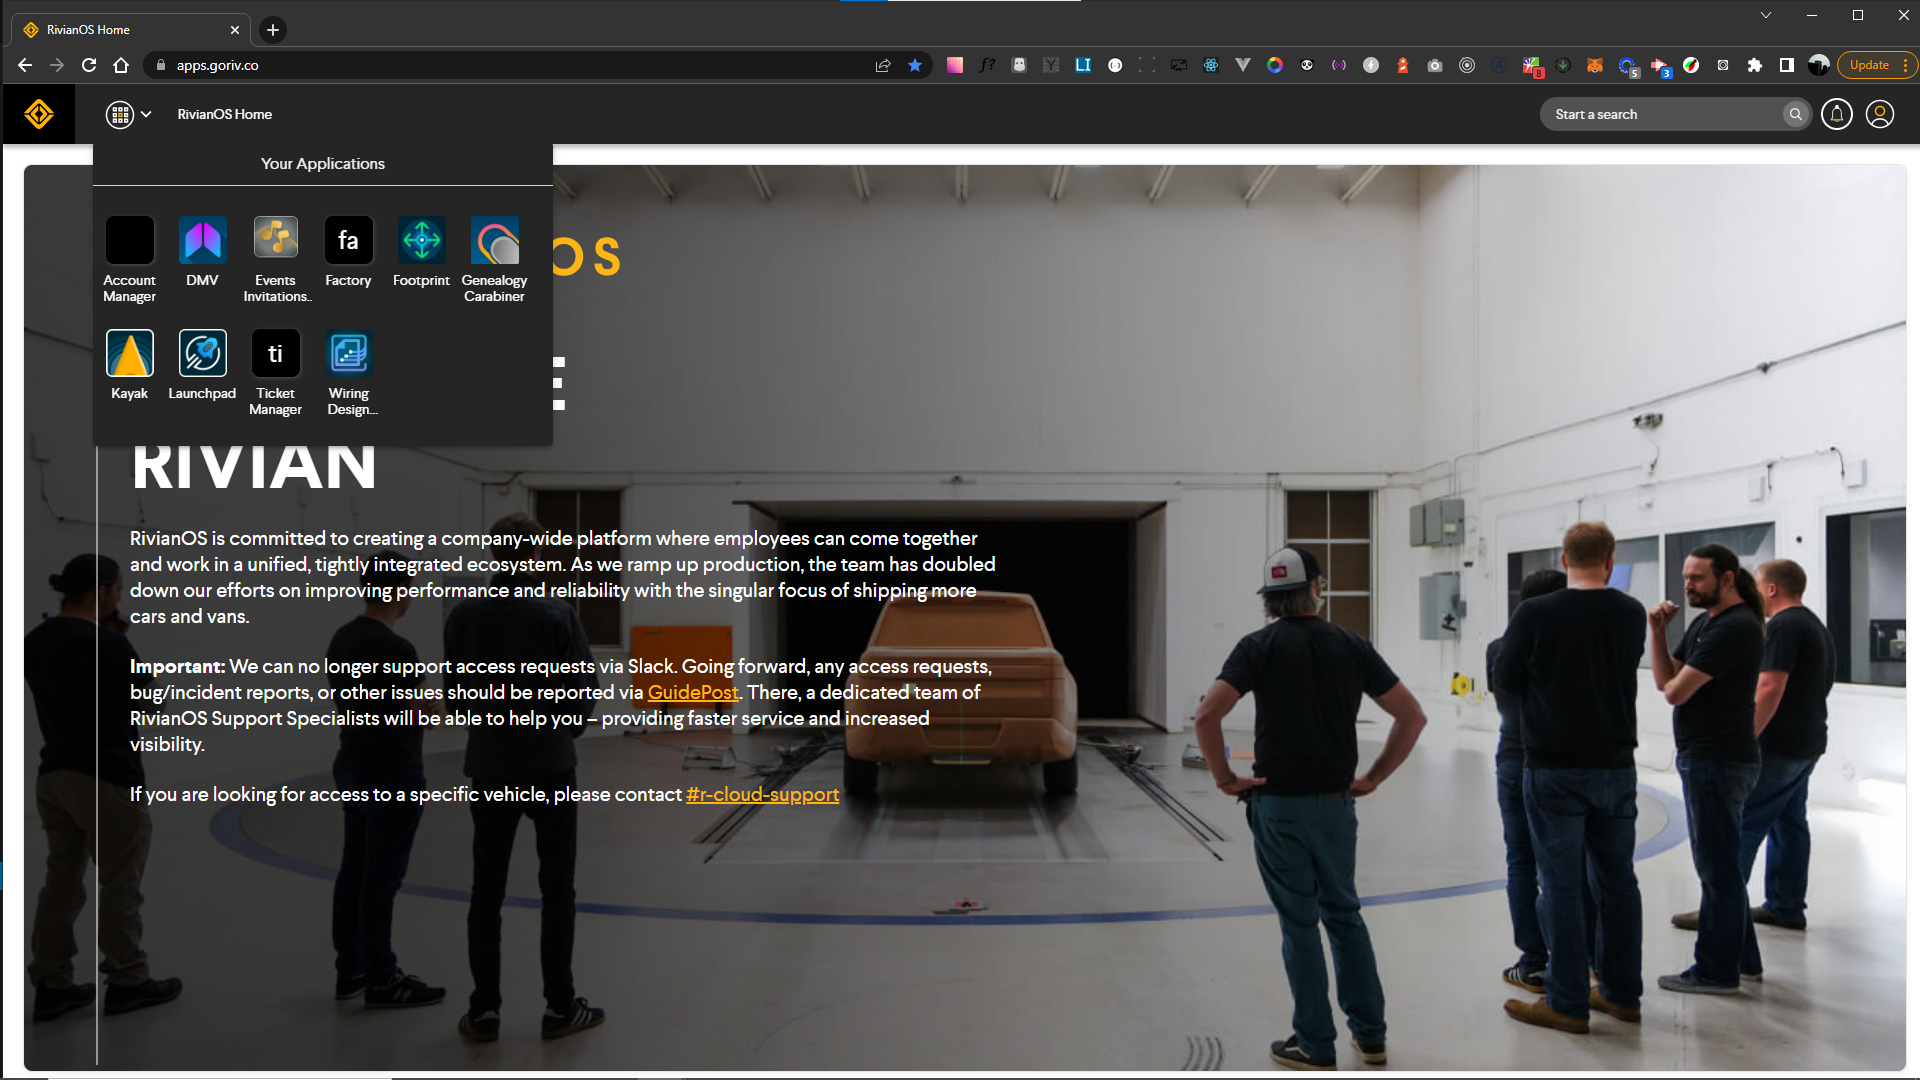 RivianOS Home
apps.goriv.co
8
5
3
Update
RivianOS Home
Start a search
Your Applications
fa
Account Manager
DMV
Events Invitations..
Factory
Footprint
Genealogy Carabiner
ti
Kayak
Launchpad
Ticket Manager
Wiring Design...
OS
E
RIVIAN
RivianOS is committed to creating a company-wide platform where employees can come together
and work in a unified, tightly integrated ecosystem. As we ramp up production, the team has doubled
down our efforts on improving performance and reliability with the singular focus of shipping more
cars and vans.
Important: We can no longer support access requests via Slack. Going forward, any access requests,
bug/incident reports, or other issues should be reported via GuidePost. There, a dedicated team of
RivianOS Support Specialists will be able to help you – providing faster service and increased
visibility.
If you are looking for access to a specific vehicle, please contact #r-cloud-support